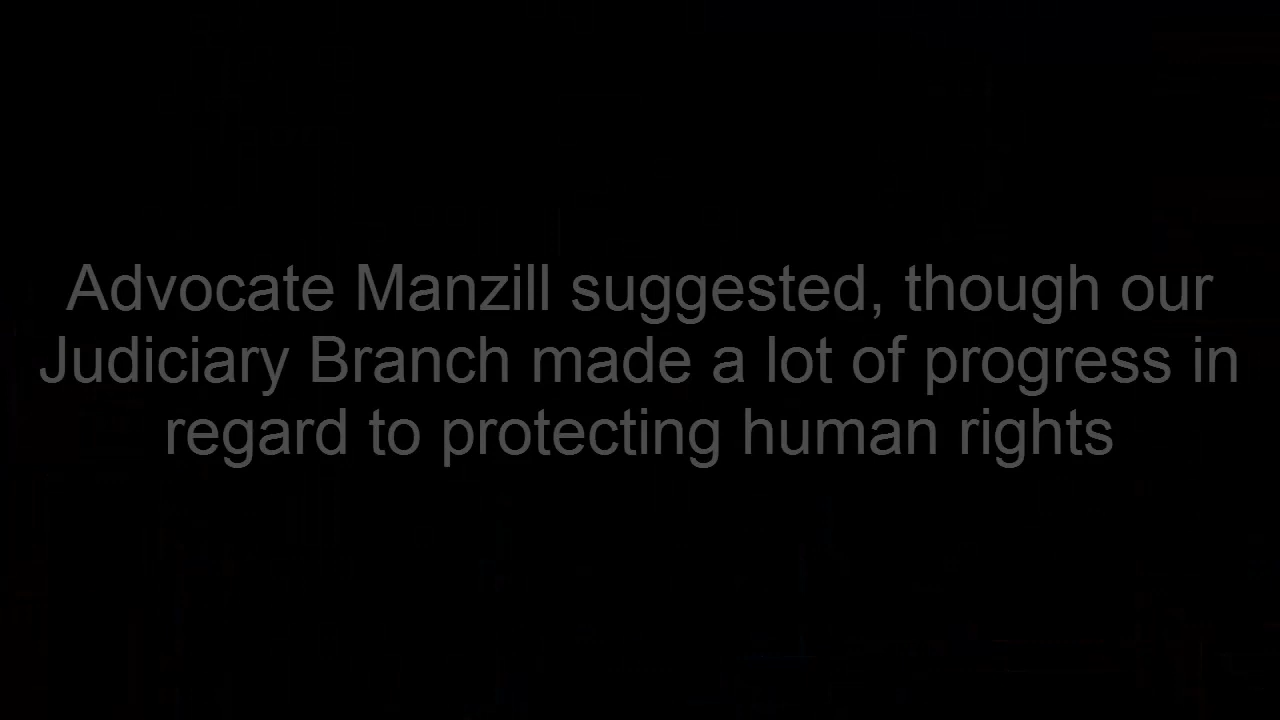 Advocate Manzill suggested, though our
Judiciary Branch made a lot of progress in
regard to protecting human rights